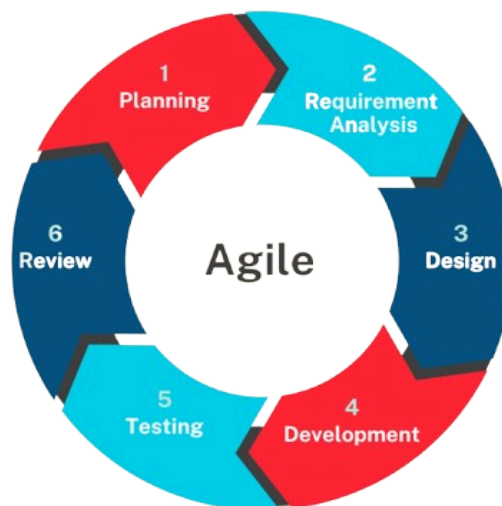 1
Planning
2
Requirement
Analysis
3
Design
4
Development
5
Testing
6
Review
Agile